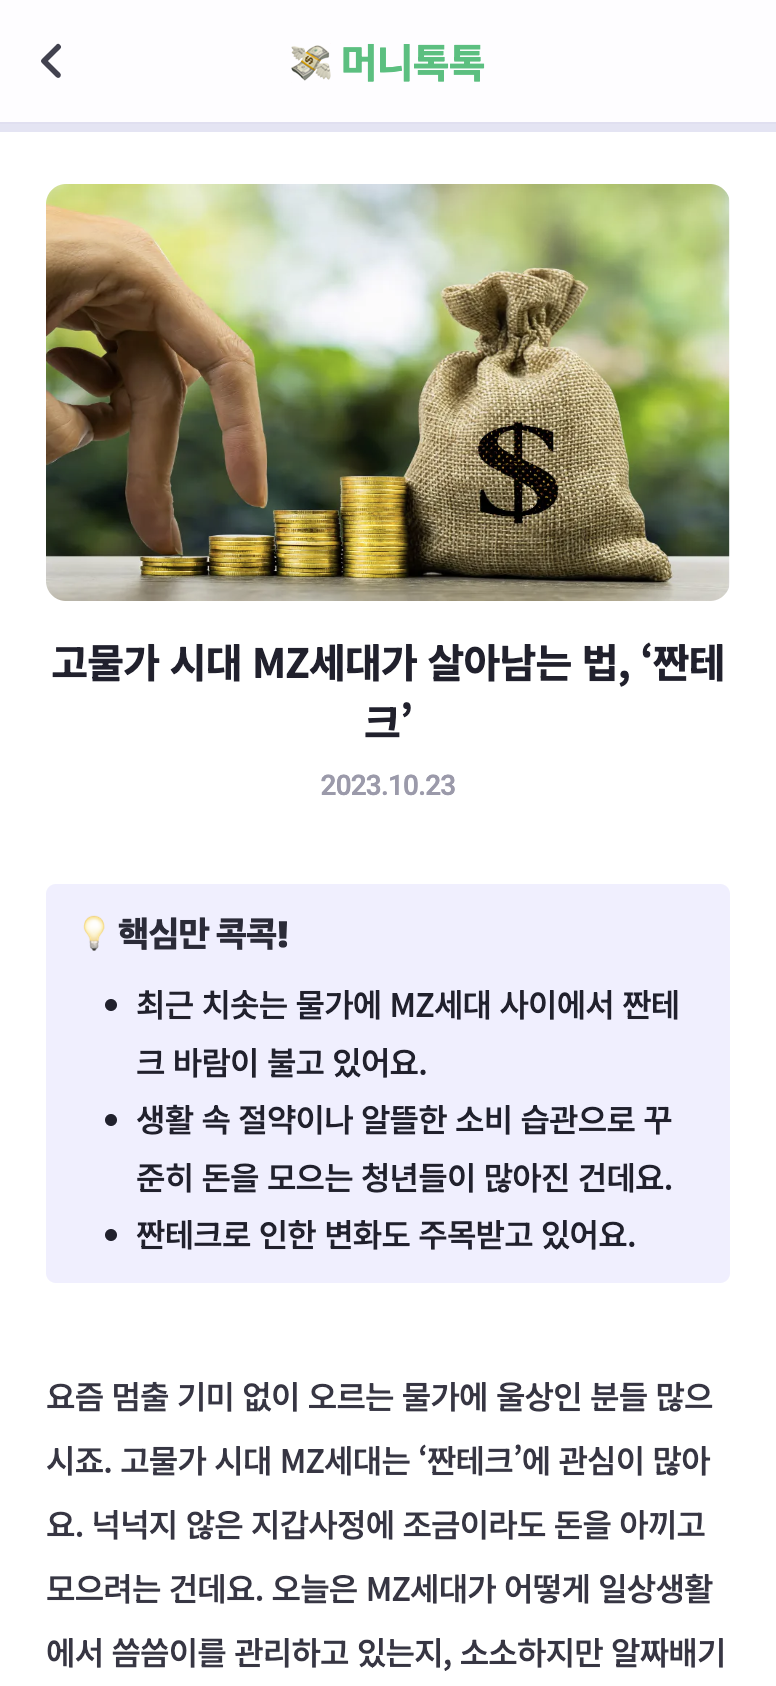 💸 머니톡톡
$
고물가 시대 MZ세대가 살아남는 법, ‘짠테
크’
2023.10.23
💡 핵심만 콕콕!
• 최근 치솟는 물가에 MZ세대 사이에서 짠테
크 바람이 불고 있어요.
• 생활 속 절약이나 알뜰한 소비 습관으로 꾸
준히 돈을 모으는 청년들이 많아진 건데요.
• 짠테크로 인한 변화도 주목받고 있어요.
요즘 멈출 기미 없이 오르는 물가에 울상인 분들 많으
시죠. 고물가 시대 MZ세대는 ‘짠테크’에 관심이 많아
요. 넉넉지 않은 지갑사정에 조금이라도 돈을 아끼고
모으려는 건데요. 오늘은 MZ세대가 어떻게 일상생활
에서 씀씀이를 관리하고 있는지, 소소하지만 알짜배기